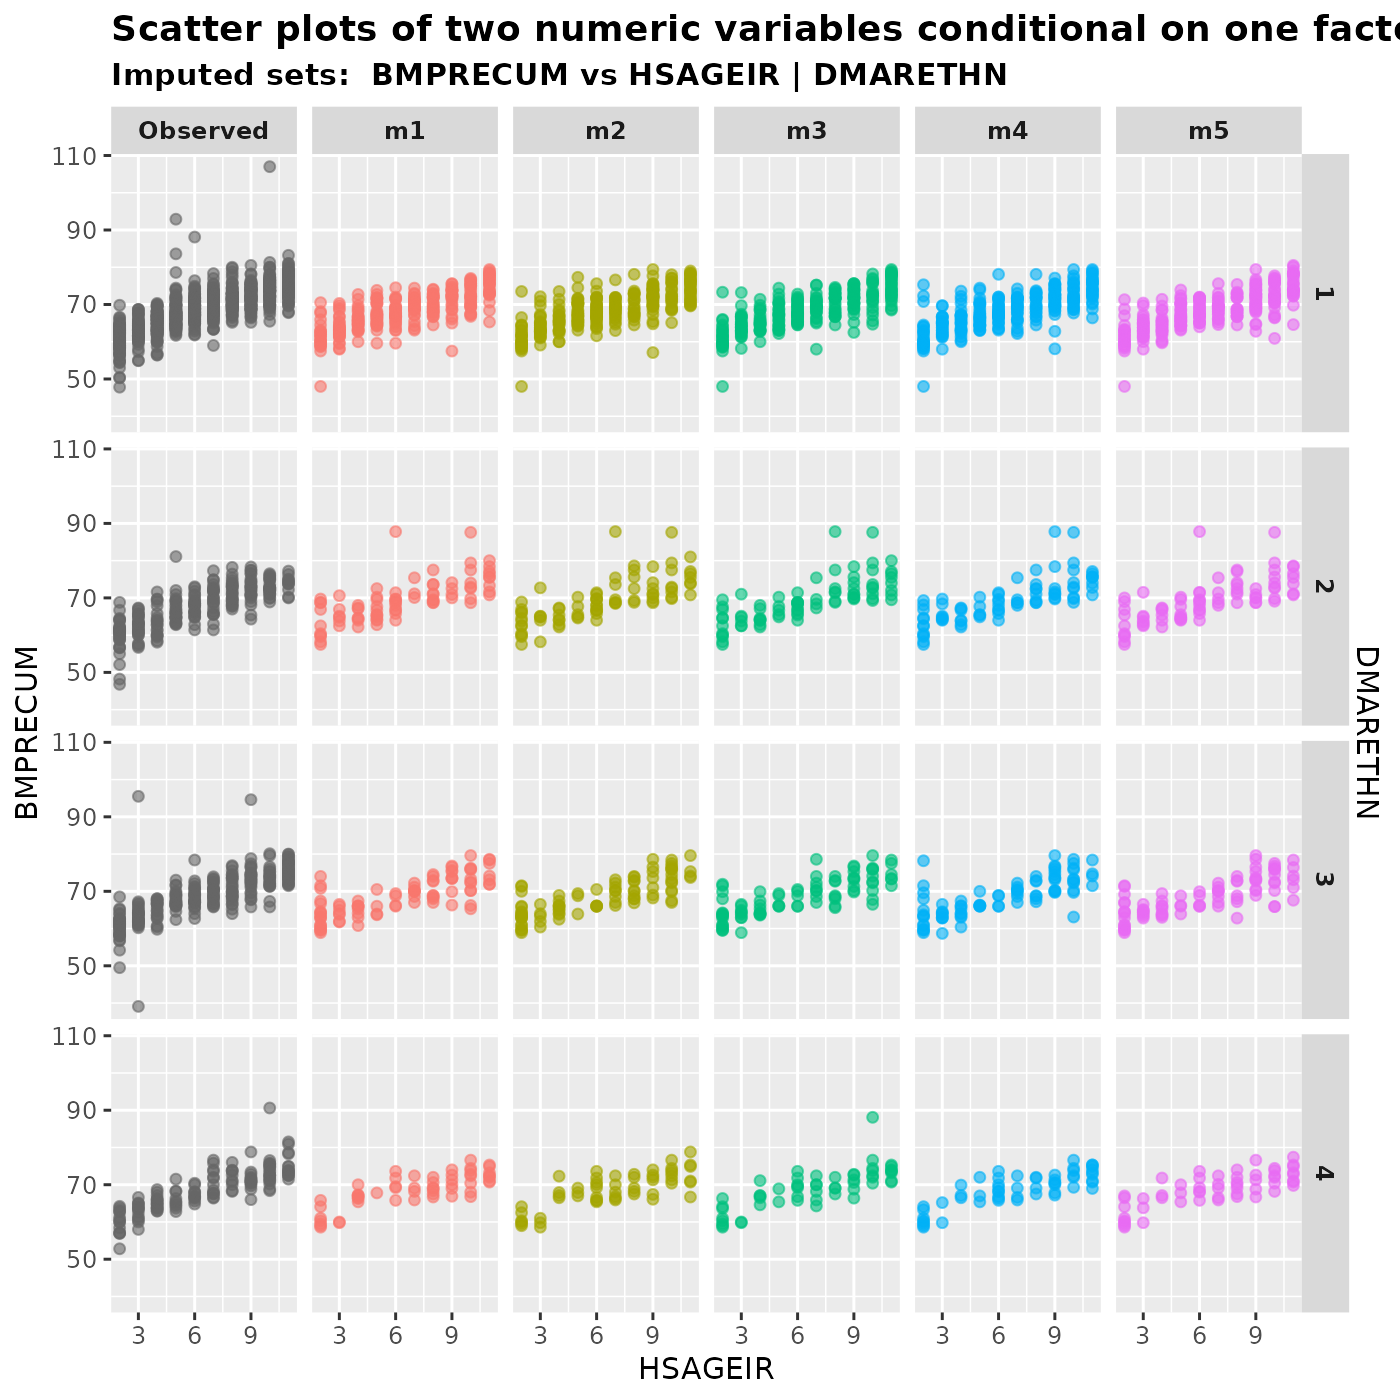 Scatter plots of two numeric variables conditional on one facto
Imputed sets:  BMPRECUM vs HSAGEIR | DMARETHN
Observed m1 m2 m3 m4 m5
110
90
70
50
1
110
90
70
50
2
110
90
70
50
3
110
90
70
50
4
BMPRECUM
DMARETHN
3 6 9 3 6 9 3 6 9 3 6 9 3 6 9 3 6 9
HSAGEIR